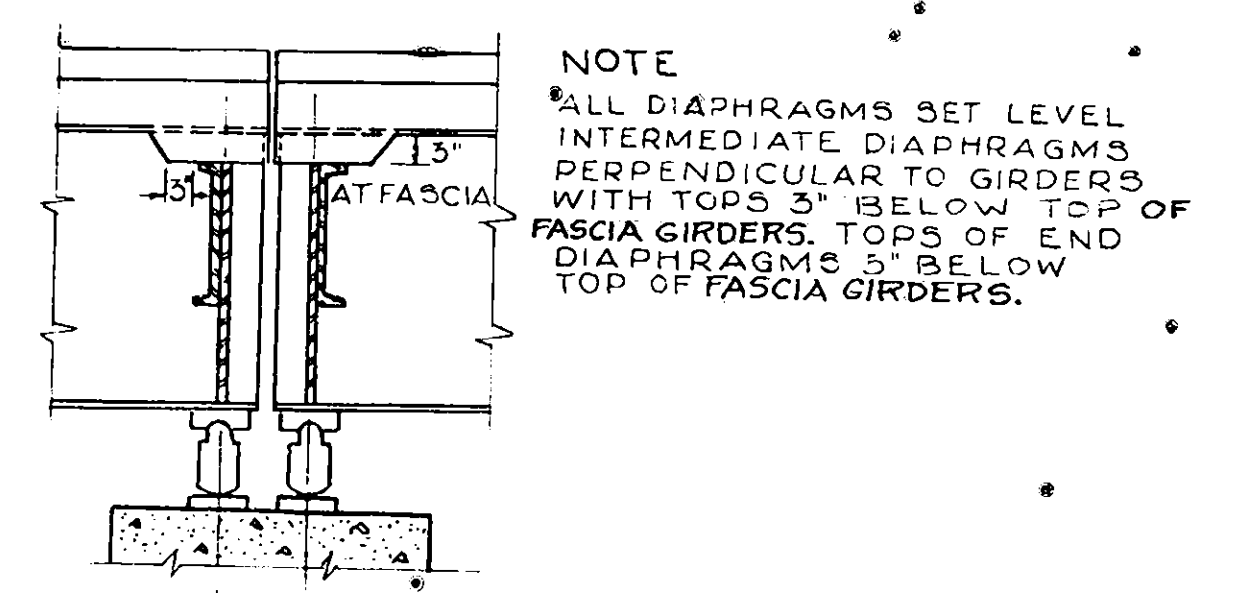 NOTE
ALL DIAPHRAGMS SET LEVEL
INTERMEDIATE DIAPHRAGMS
PERPENDICULAR TO GIRDERS
WITH TOPS 3" BELOW TOP OF
FASCIA GIRDERS. TOPS OF END
DIAPHRAGMS 3" BELOW
TOP OF FASCIA GIRDERS.
3"
3"
AT FASCIA